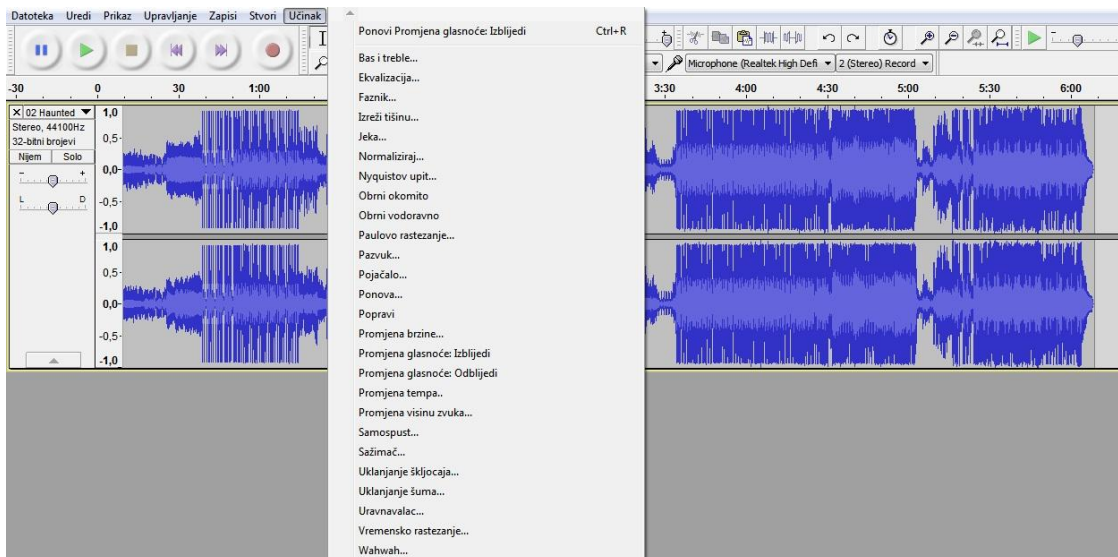 Datoteka Uredi Prikaz Upravljanje Zapisi Stvori Učinak
Ponovi Promjena glasnoće: Izblijedi Ctrl+R
Bas i treble...
Ekvalizacija...
Faznik...
Izreži tišinu...
Jeka...
Normaliziraj...
Nyquistov upit...
Obrni okomito
Obrni vodoravno
Paulovo rastezanje...
Pazvuk...
Pojačalo...
Ponova...
Popravi
Promjena brzine...
Promjena glasnoće: Izblijedi
Promjena glasnoće: Odblijedi
Promjena tempa..
Promjena visinu zvuka...
Samospust...
Sažimač...
Uklanjanje škljocaja...
Uklanjanje šuma...
Uravnavalac...
Vremensko rastezanje...
Wahwah...
Microphone (Realtek High Defi 2 (Stereo) Record
-30 0 30 1:00 3:30 4:00 4:30 5:00 5:30 6:00
X 02 Haunted
Stereo, 44100Hz
32-bitni brojevi
Nijem Solo
- +
L D
1,0
0,5
0,0
-0,5
-1,0
1,0
0,5
0,0
-0,5
-1,0